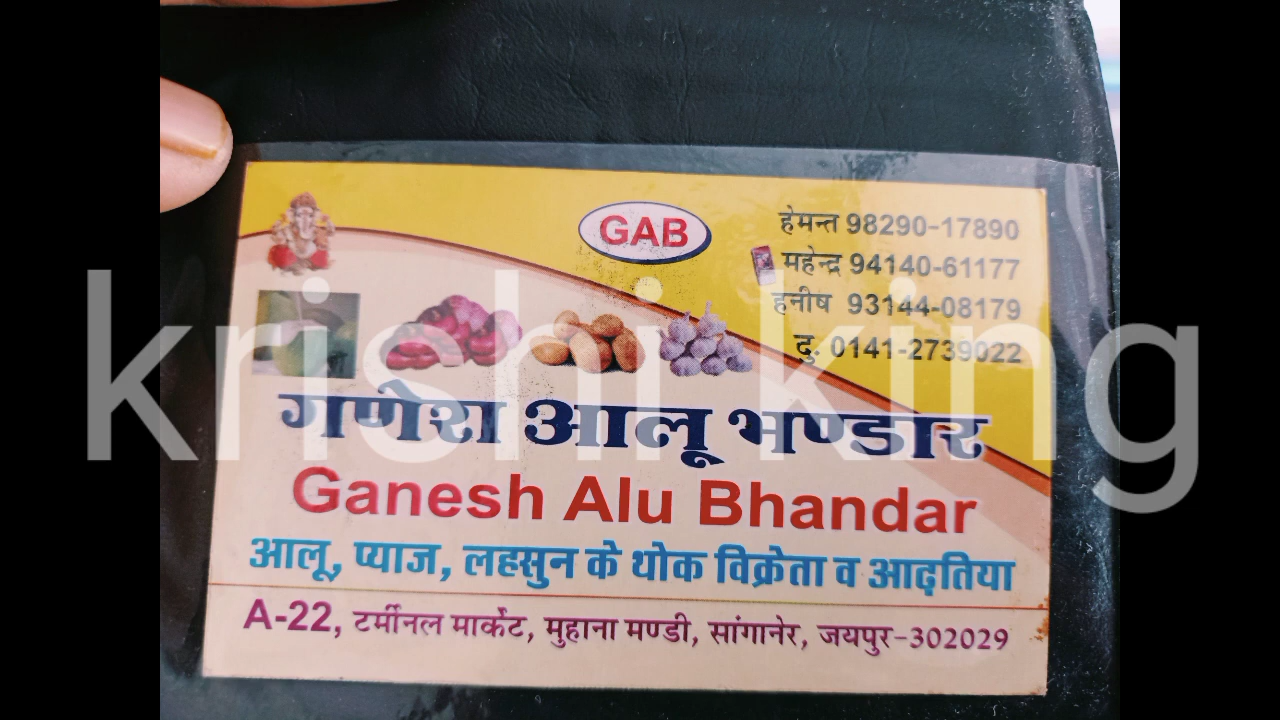 GAB
हेमन्त 98290-17890
महेन्द्र 94140-61177
हनीष 93144-08179
दु. 0141-2739022
krishi king
गणेश आलू भण्डार
Ganesh Alu Bhandar
आलू, प्याज, लहसुन के थोक विक्रेता व आढ़तिया
A-22, टर्मीनल मार्केट, मुहाना मण्डी, सांगानेर, जयपुर-302029